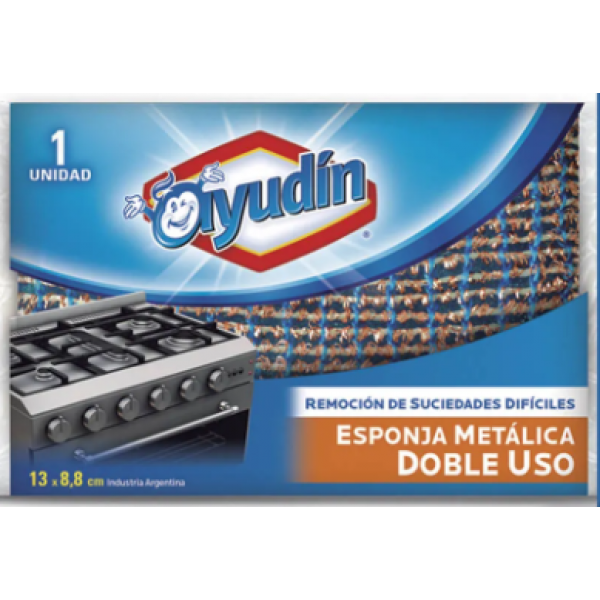 1
UNIDAD
Ayudín
®
REMOCIÓN DE SUCIEDADES DIFÍCILES
ESPONJA METÁLICA
DOBLE USO
13 x 8,8 cm Industria Argentina